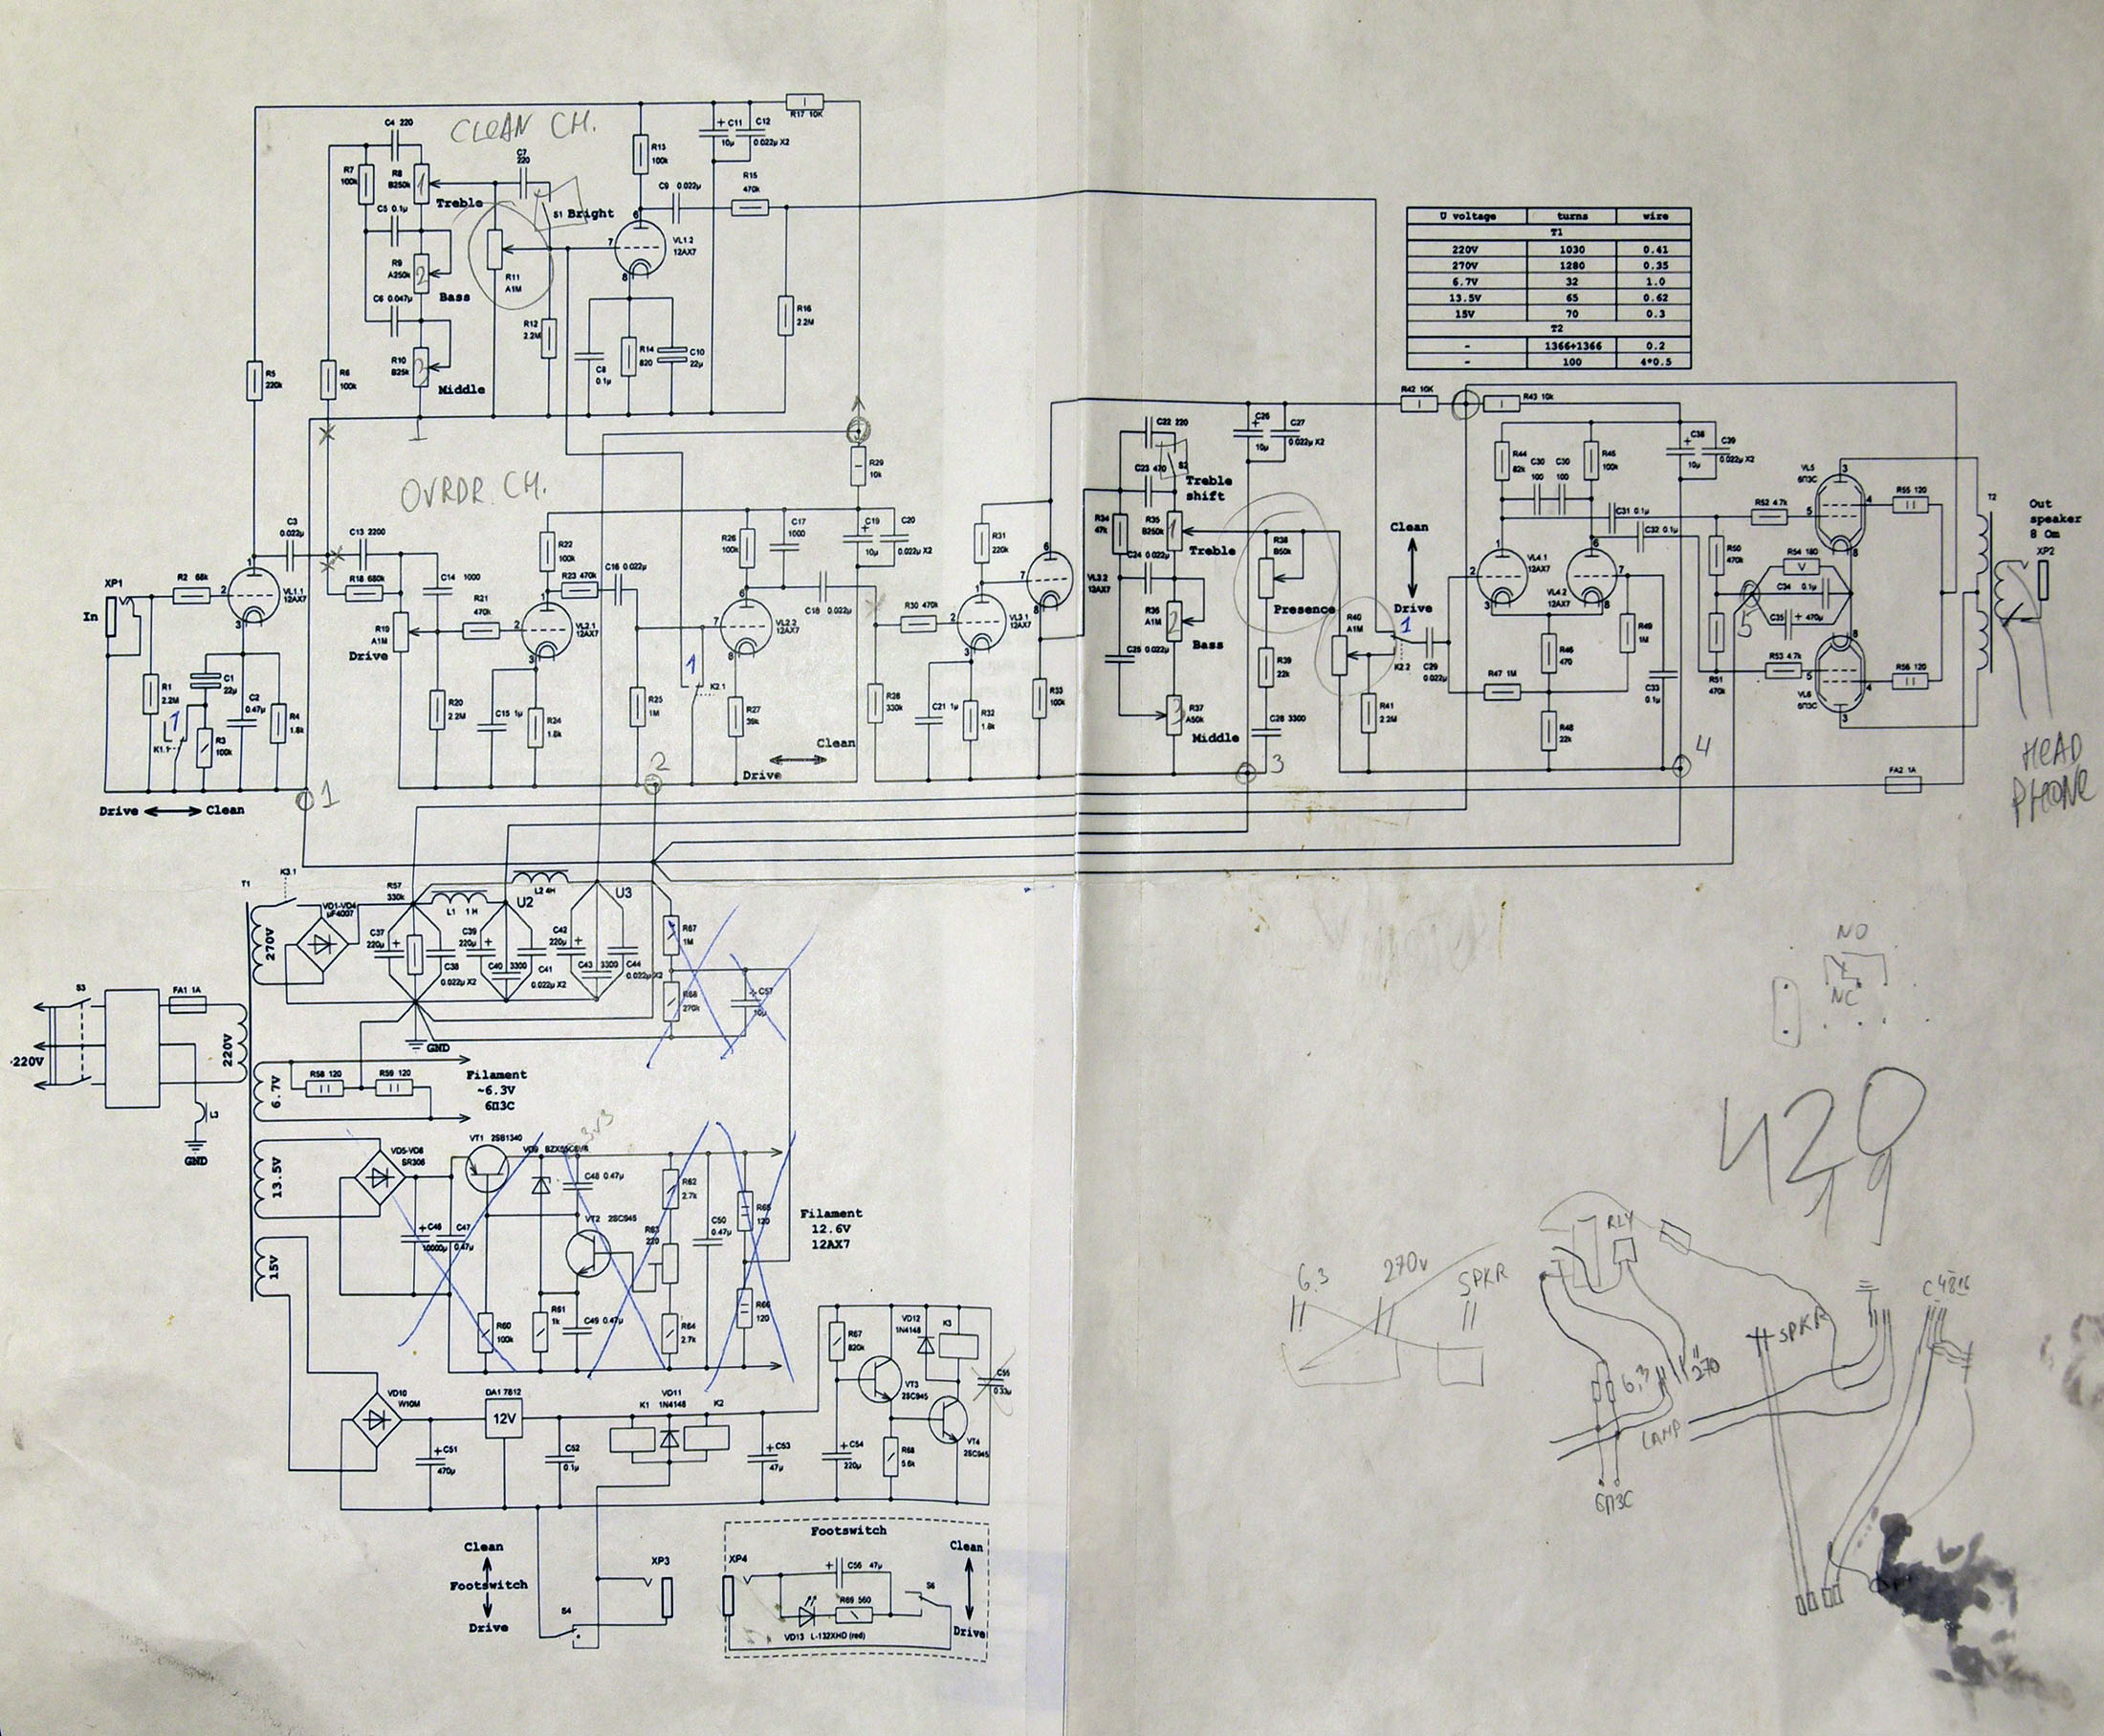 CLEAN CH.
C4 220
R7
100k
R8
B250k
Treble
C5 0.1µ
R9
A250k
Bass
C6 0.047µ
R10
B25k
Middle
C7
220
S1 Bright
R11
A1M
R12
2.2M
R13
100k
C9 0.022µ
R15
470k
6
7
8
VL1.2
12AX7
C8
0.1µ
R14
820
C10
22µ
C11
10µ
C12
0.022µ X2
R17 10K
R16
2.2M
R5
220k
R6
100k
U voltage turns wire
T1
220V 1030 0.41
270V 1280 0.35
6.7V 32 1.0
13.5V 65 0.62
15V 70 0.3
T2
- 1366+1366 0.2
- 100 4*0.5
OVRDR CH.
XP1
In
R2 68k
R1
2.2M
K1.1
C1
22µ
R3
100k
C2
0.47µ
R4
1.8k
1
2
3
VL1.1
12AX7
C3
0.022µ
C13 2200
R18 680k
R19
A1M
Drive
C14 1000
R20
2.2M
R21
470k
R22
100k
R23 470k
C16 0.022µ
1
2
3
VL2.1
12AX7
C15 1µ
R24
1.8k
R25
1M
1
K2.1
R26
100k
C17
1000
C18 0.022µ
6
7
8
VL2.2
12AX7
R27
39k
C19
10µ
C20
0.022µ X2
R29
10k
R28
330k
R30 470k
R31
220k
1
2
3
VL3.1
12AX7
C21 1µ
R32
1.8k
6
7
8
VL3.2
12AX7
R33
100k
C22 220
S2
C23 470
Treble
shift
R34
47k
R35
B250k
Treble
C24 0.022µ
R36
A1M
Bass
C25 0.022µ
R37
A50k
Middle
C26
10µ
C27
0.022µ X2
R38
B50k
Presence
R39
22k
C28 3300
R40
A1M
R41
2.2M
Clean
Drive
1
K2.2
C29
0.022µ
R42 10K
R43 10k
R44
82k
C30
100
C30
100
R45
100k
C38
10µ
C39
0.022µ X2
VL4.1
12AX7
VL4.2
12AX7
R46
470
R47 1M
R48
22k
R49
1M
C33
0.1µ
C31 0.1µ
C32 0.1µ
R50
470k
R51
470k
R52 4.7k
R53 4.7k
R54 180
C34 0.1µ
C35 470µ
VL5
6П3С
VL6
6П3С
R55 120
R56 120
T2
Out
speaker
8 Om
XP2
HEAD
PHONE
FA2 1A
1
2
3
4
5
Drive Clean
Drive Clean
T1
K3.1
270V
VD1-VD4
µF4007
R57
330k
L1 1H
U2
L2 4H
U3
C37
220µ
C38
0.022µ X2
C39
220µ
C40 3300
C41
0.022µ X2
C42
220µ
C43 3300
C44
0.022µ X2
R67
1M
R68
270k
C57
10µ
GND
S3
~220V
FA1 1A
220V
L3
GND
6.7V
R58 120
R59 120
Filament
~6.3V
6П3С
13.5V
VD5-VD8
SR306
VT1 2SB1340
C46
10000µ
C47
0.47µ
R60
100k
C48 0.47µ
VT2 2SC945
R61
1k
C49 0.47µ
R62
2.7k
R63
220
R64
2.7k
C50
0.47µ
R65
120
R66
120
Filament
12.6V
12AX7
15V
VD10
W10M
C51
470µ
DA1 7812
12V
C52
0.1µ
K1
VD11
1N4148
K2
C53
47µ
R67
820k
C54
220µ
VT3
2SC945
R68
5.6k
VD12
1N4148
K3
VT4
2SC945
C55
0.33µ
Clean
Footswitch
Drive
S4
XP3
Footswitch
XP4
C56 47µ
R69 560
VD13 L-132XHD (red)
S6
Clean
Drive
NO
NC
RLY
6.3
270v
SPKR
6.3
270
SPKR
LAMP
6П3С